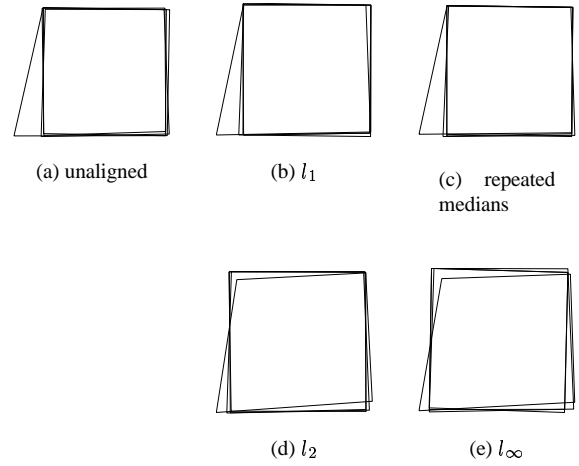 (a) unaligned
(b) l₁
(c) repeated
medians
(d) l₂
(e) l∞